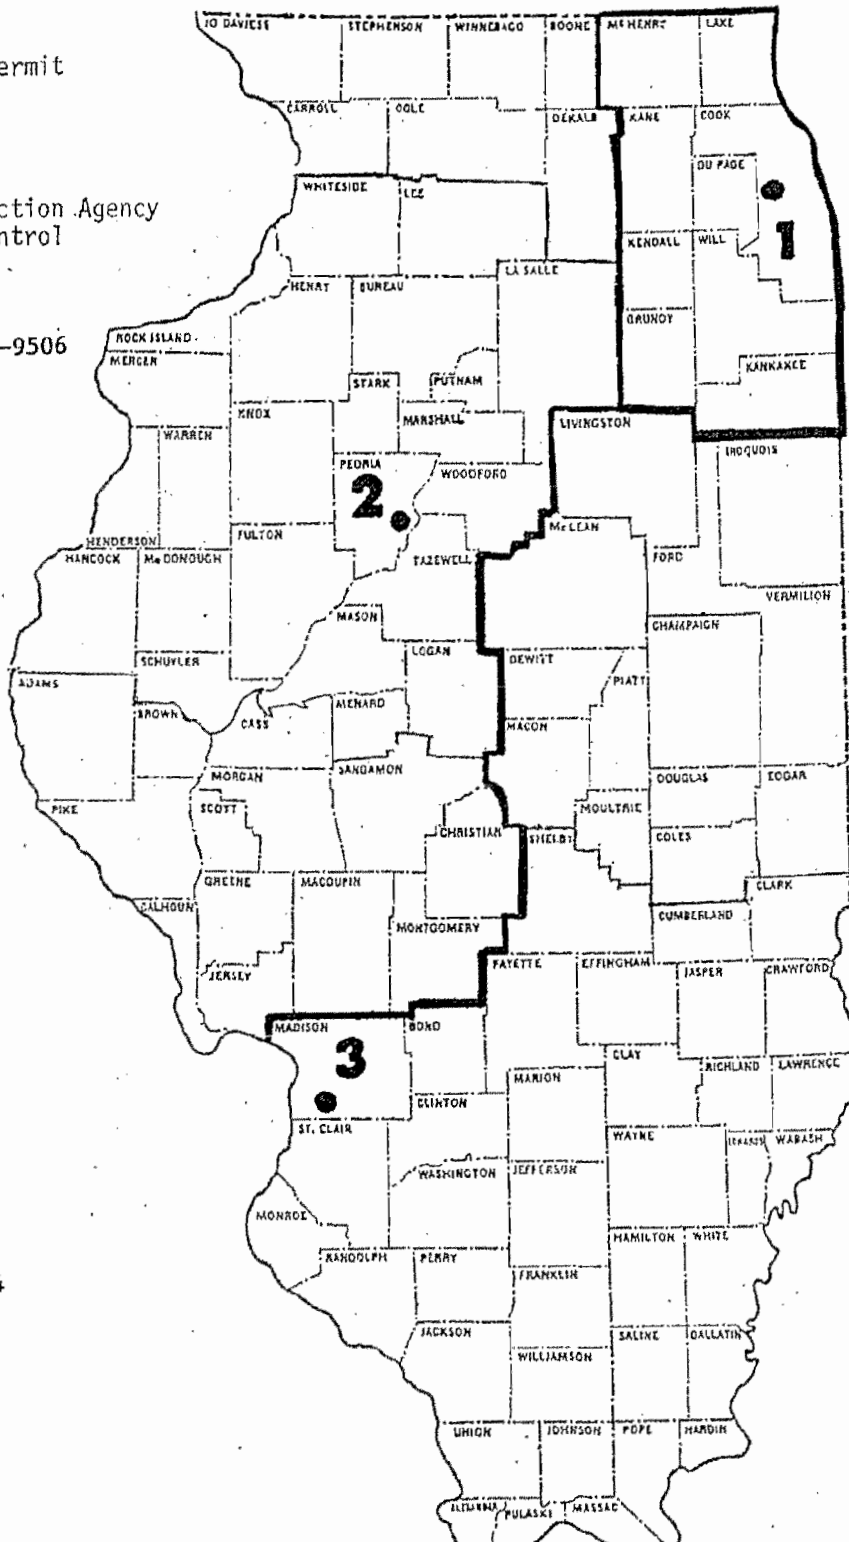 ermit
ction Agency
ntrol
-9506
4
JO DAVIESS STEPHENSON WINNEBAGO BOONE McHENRY LAKE
CARROLL OGLE DEKALB KANE COOK
DU PAGE
WHITESIDE LEE
1
KENDALL WILL
LA SALLE
HENRY BUREAU
GRUNDY
ROCK ISLAND
MERCER KANKAKEE
STARK PUTNAM
KNOX MARSHALL LIVINGSTON
WARREN
IROQUOIS
PEORIA WOODFORD
2
McLEAN
FULTON
HENDERSON
HANCOCK McDONOUGH TAZEWELL FORD
VERMILION
MASON CHAMPAIGN
LOGAN
SCHUYLER DEWITT
ADAMS PIATT
MENARD
BROWN CASS MACON
MORGAN SANGAMON DOUGLAS EDGAR
PIKE SCOTT MOULTRIE
CHRISTIAN SHELBY COLES
GREENE MACOUPIN CLARK
CALHOUN CUMBERLAND
MONTGOMERY
FAYETTE EFFINGHAM
JERSEY JASPER CRAWFORD
MADISON BOND
3
CLAY
RICHLAND LAWRENCE
MARION
CLINTON
ST. CLAIR WAYNE EDWARDS WABASH
WASHINGTON JEFFERSON
MONROE
HAMILTON WHITE
RANDOLPH PERRY
FRANKLIN
JACKSON SALINE GALLATIN
WILLIAMSON
UNION JOHNSON POPE HARDIN
PULASKI MASSAC